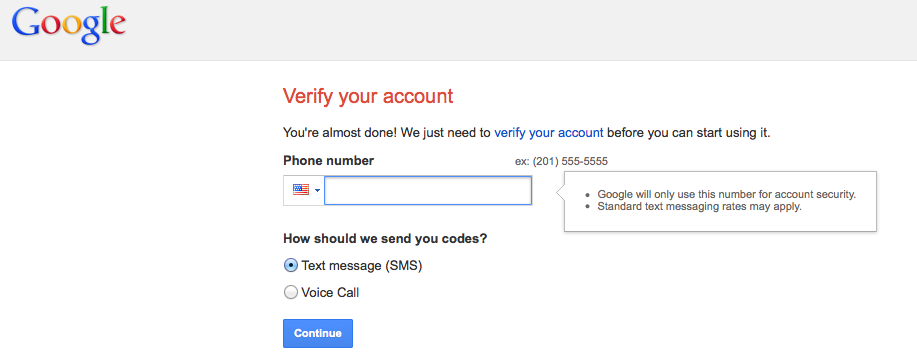 Google
Verify your account
You're almost done! We just need to verify your account before you can start using it.
Phone number ex: (201) 555-5555
Google will only use this number for account security.
Standard text messaging rates may apply.
How should we send you codes?
Text message (SMS)
Voice Call
Continue